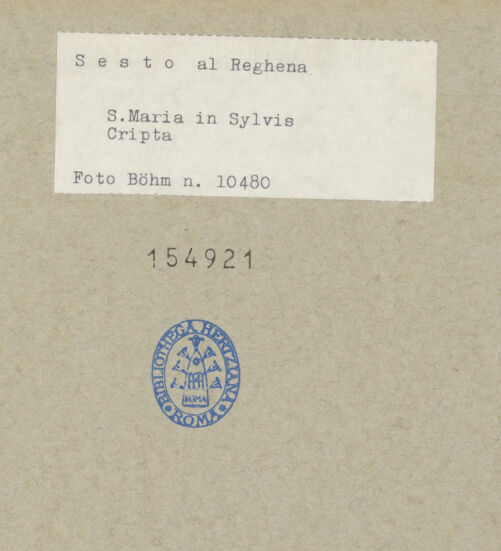 S e s t o al Reghena
S.Maria in Sylvis
Cripta
Foto Böhm n. 10480
154921
BIBLIOTHECA HERTZIANA
ROMA
ROMA